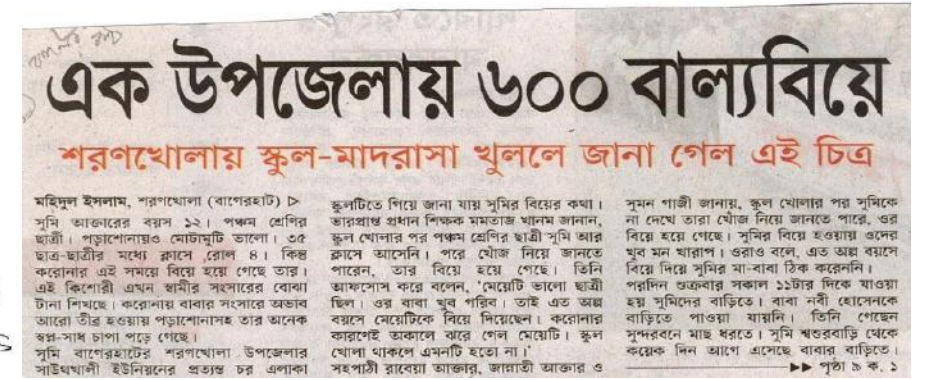 এক উপজেলায় ৬০০ বাল্যবিয়ে
শরণখোলায় স্কুল-মাদরাসা খুললে জানা গেল এই চিত্র
মহিদুল ইসলাম, শরণখোলা (বাগেরহাট) ▷
সুমি আক্তারের বয়স ১২। পঞ্চম শ্রেণির
ছাত্রী। পড়াশোনায়ও মোটামুটি ভালো। ৩৫
ছাত্র-ছাত্রীর মধ্যে ক্লাসে রোল ৪। কিন্তু
করোনার এই সময়ে বিয়ে হয়ে গেছে তার।
এই কিশোরী এখন স্বামীর সংসারের বোঝা
টানা শিখছে। করোনায় বাবার সংসারে অভাব
আরো তীব্র হওয়ায় পড়াশোনাসহ তার অনেক
স্বপ্ন-সাধ চাপা পড়ে গেছে।
সুমি বাগেরহাটের শরণখোলা উপজেলার
সাউথখালী ইউনিয়নের প্রত্যন্ত চর এলাকা
স্কুলটিতে গিয়ে জানা যায় সুমির বিয়ের কথা।
ভারপ্রাপ্ত প্রধান শিক্ষক মমতাজ খানম জানান,
স্কুল খোলার পর পঞ্চম শ্রেণির ছাত্রী সুমি আর
ক্লাসে আসেনি। পরে খোঁজ নিয়ে জানতে
পারেন, তার বিয়ে হয়ে গেছে। তিনি
আফসোস করে বলেন, 'মেয়েটি ভালো ছাত্রী
ছিল। ওর বাবা খুব গরিব। তাই এত অল্প
বয়সে মেয়েটিকে বিয়ে দিয়েছেন। করোনার
কারণেই অকালে ঝরে গেল মেয়েটি। স্কুল
খোলা থাকলে এমনটি হতো না।'
সহপাঠী রাবেয়া আক্তার, জান্নাতী আক্তার ও
সুমন গাজী জানায়, স্কুল খোলার পর সুমিকে
না দেখে তারা খোঁজ নিয়ে জানতে পারে, ওর
বিয়ে হয়ে গেছে। সুমির বিয়ে হওয়ায় ওদের
খুব মন খারাপ। ওরাও বলে, এত অল্প বয়সে
বিয়ে দিয়ে সুমির মা-বাবা ঠিক করেননি।
পরদিন শুক্রবার সকাল ১১টার দিকে যাওয়া
হয় সুমিদের বাড়িতে। বাবা নবী হোসেনকে
বাড়িতে পাওয়া যায়নি। তিনি গেছেন
সুন্দরবনে মাছ ধরতে। সুমি শ্বশুরবাড়ি থেকে
কয়েক দিন আগে এসেছে বাবার বাড়িতে।
▶▶ পৃষ্ঠা ৯ ক. ১